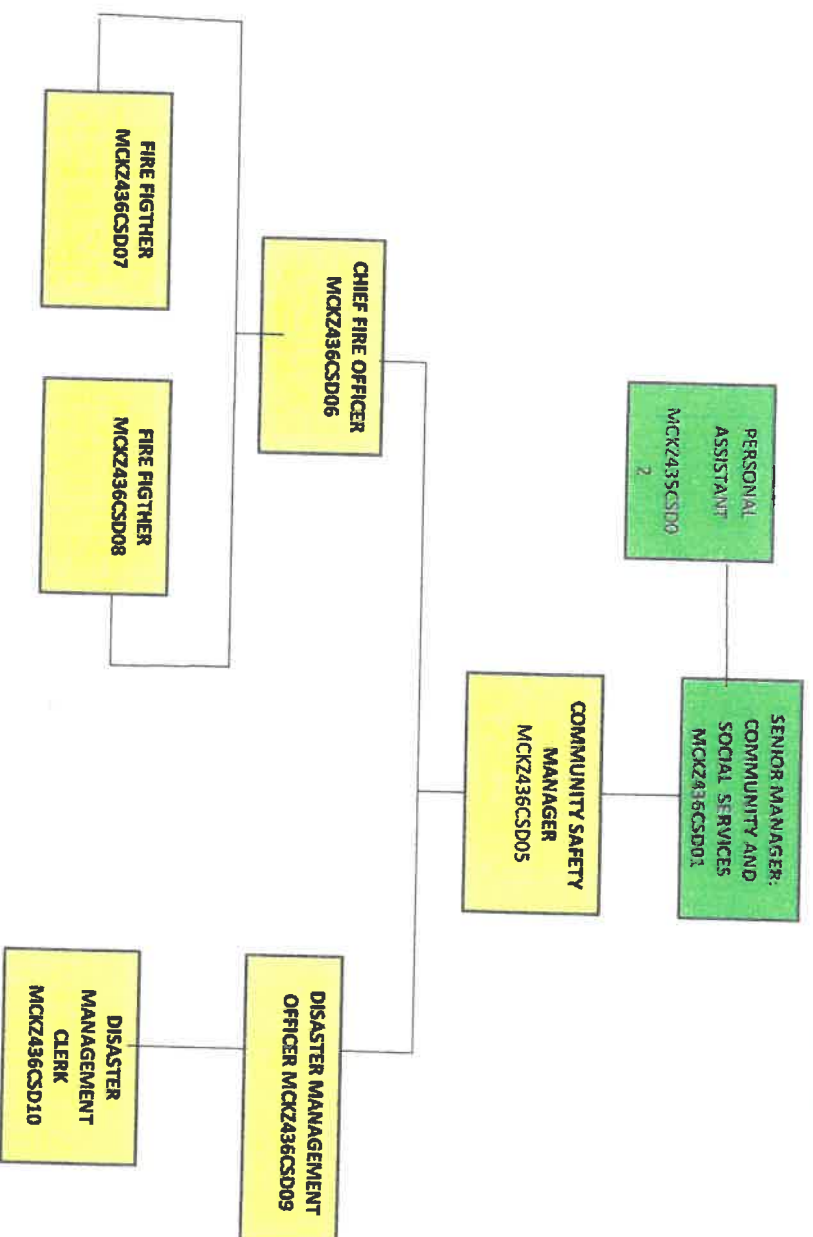 SENIOR MANAGER:
COMMUNITY AND
SOCIAL SERVICES
MCKZ436CSD01
PERSONAL
ASSISTANT
MCKZ435CSD0
2
COMMUNITY SAFETY
MANAGER
MCKZ436CSD05
CHIEF FIRE OFFICER
MCKZ436CSD06
DISASTER MANAGEMENT
OFFICER MCKZ436CSD09
FIRE FIGTHER
MCKZ436CSD07
FIRE FIGTHER
MCKZ436CSD08
DISASTER
MANAGEMENT
CLERK
MCKZ436CSD10